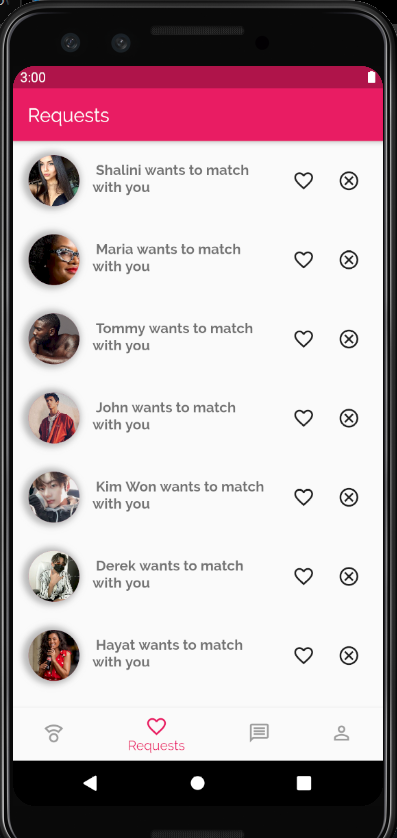 3:00
Requests
Shalini wants to match
with you
Maria wants to match
with you
Tommy wants to match
with you
John wants to match
with you
Kim Won wants to match
with you
Derek wants to match
with you
Hayat wants to match
with you
Requests